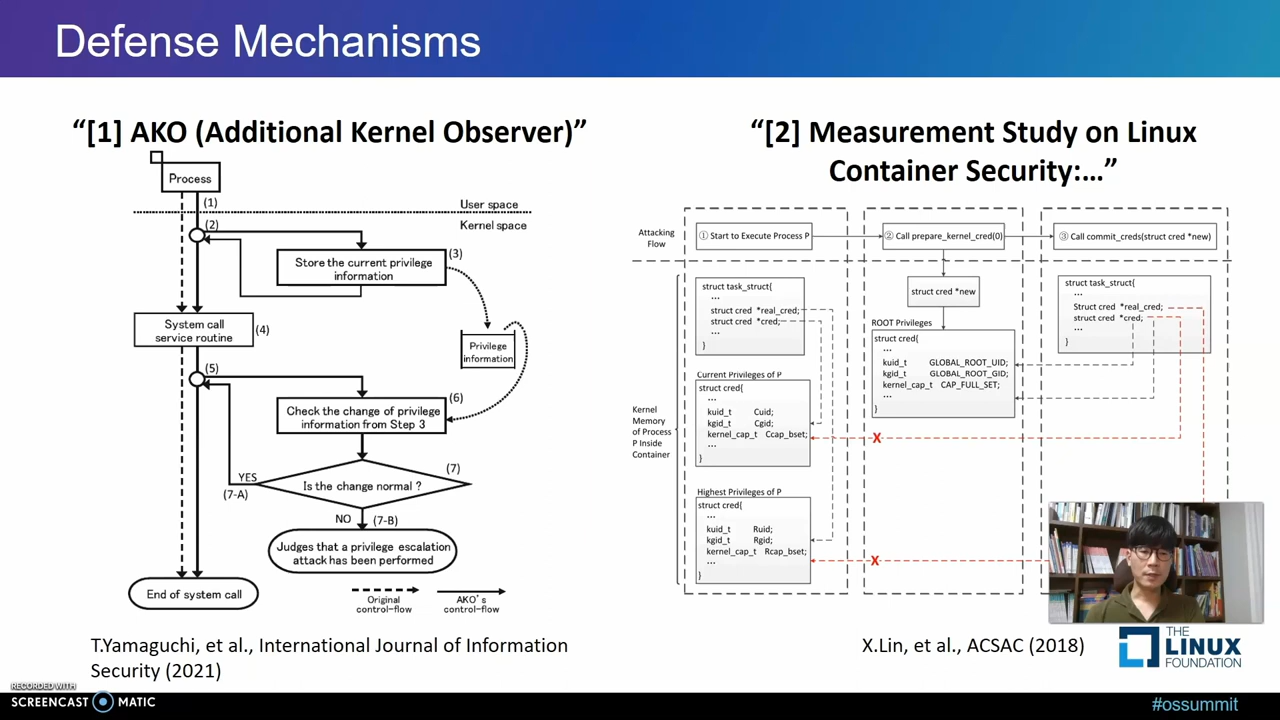 Defense Mechanisms
“[1] AKO (Additional Kernel Observer)”
Process
(1)
User space
Kernel space
(2)
Store the current privilege
information
(3)
System call
service routine
(4)
Privilege
information
(5)
Check the change of privilege
information from Step 3
(6)
YES
(7-A)
Is the change normal ?
(7)
NO
(7-B)
Judges that a privilege escalation
attack has been performed
End of system call
Original
control-flow
AKO's
control-flow
T.Yamaguchi, et al., International Journal of Information
Security (2021)
“[2] Measurement Study on Linux
Container Security:...”
Attacking
Flow
① Start to Execute Process P
② Call prepare_kernel_cred(0)
③ Call commit_creds(struct cred *new)
Kernel
Memory
of Process
P Inside
Container
struct task_struct{
...
struct cred *real_cred;
struct cred *cred;
...
}
Current Privileges of P
struct cred{
...
kuid_t Cuid;
kgid_t Cgid;
kernel_cap_t Ccap_bset;
...
}
Highest Privileges of P
struct cred{
...
kuid_t Ruid;
kgid_t Rgid;
kernel_cap_t Rcap_bset;
...
}
struct cred *new
ROOT Privileges
struct cred{
...
kuid_t GLOBAL_ROOT_UID;
kgid_t GLOBAL_ROOT_GID;
kernel_cap_t CAP_FULL_SET;
...
}
X
X
struct task_struct{
...
Struct cred *real_cred;
struct cred *cred;
...
}
X.Lin, et al., ACSAC (2018)
THE
LINUX
FOUNDATION
RECORDED WITH
SCREENCAST MATIC
#ossummit